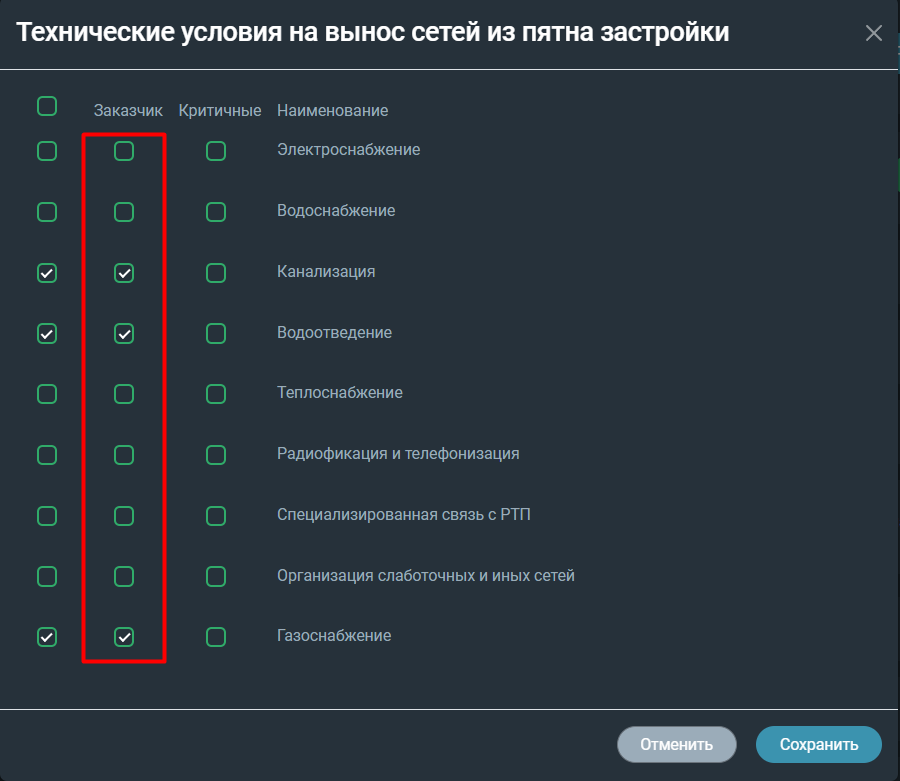 Технические условия на вынос сетей из пятна застройки
Заказчик Критичные Наименование
Электроснабжение
Водоснабжение
Канализация
Водоотведение
Теплоснабжение
Радиофикация и телефонизация
Специализированная связь с РТП
Организация слаботочных и иных сетей
Газоснабжение
Отменить Сохранить